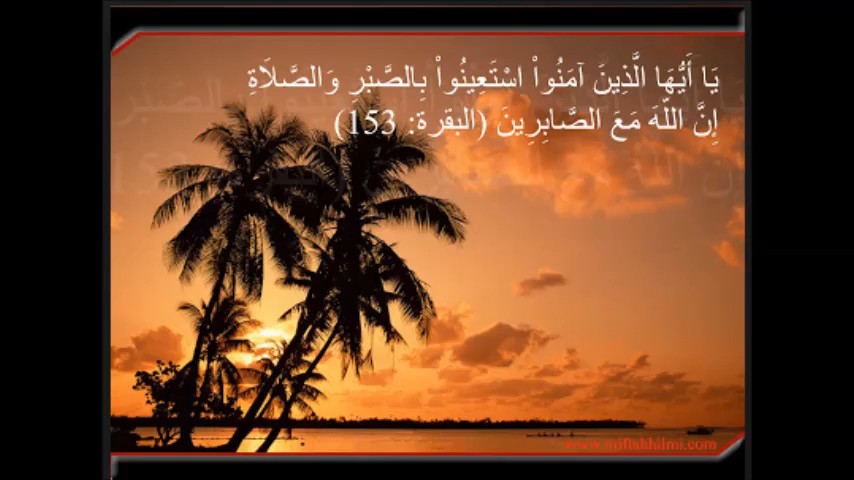 يَا أَيُّهَا الَّذِينَ آمَنُواْ اسْتَعِينُواْ بِالصَّبْرِ وَالصَّلاَةِ
إِنَّ اللّهَ مَعَ الصَّابِرِينَ (البقرة: 153)